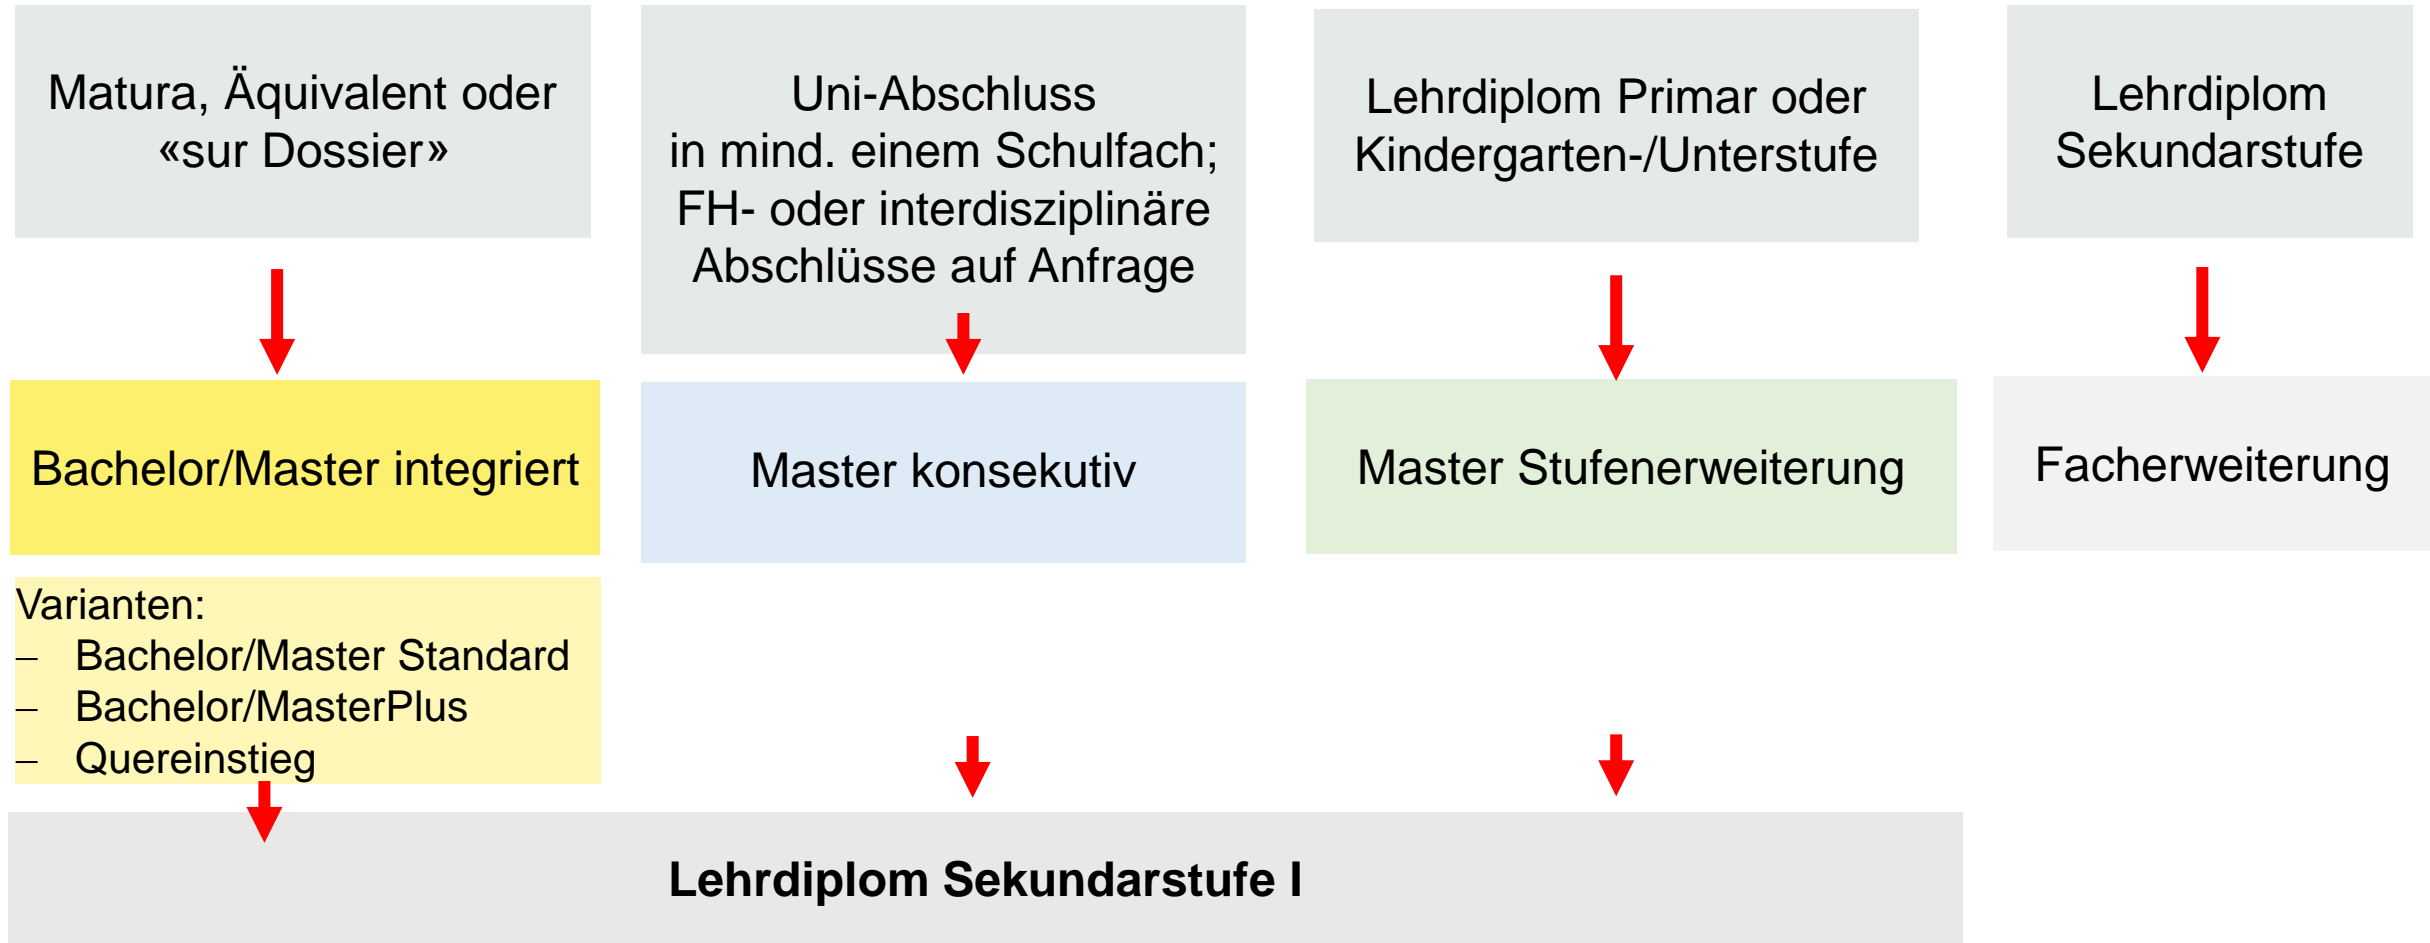 Matura, Äquivalent oder
«sur Dossier»
Uni-Abschluss
in mind. einem Schulfach;
FH- oder interdisziplinäre
Abschlüsse auf Anfrage
Lehrdiplom Primar oder
Kindergarten-/Unterstufe
Lehrdiplom
Sekundarstufe
Bachelor/Master integriert
Master konsekutiv
Master Stufenerweiterung
Facherweiterung
Varianten:
– Bachelor/Master Standard
– Bachelor/MasterPlus
– Quereinstieg
Lehrdiplom Sekundarstufe I